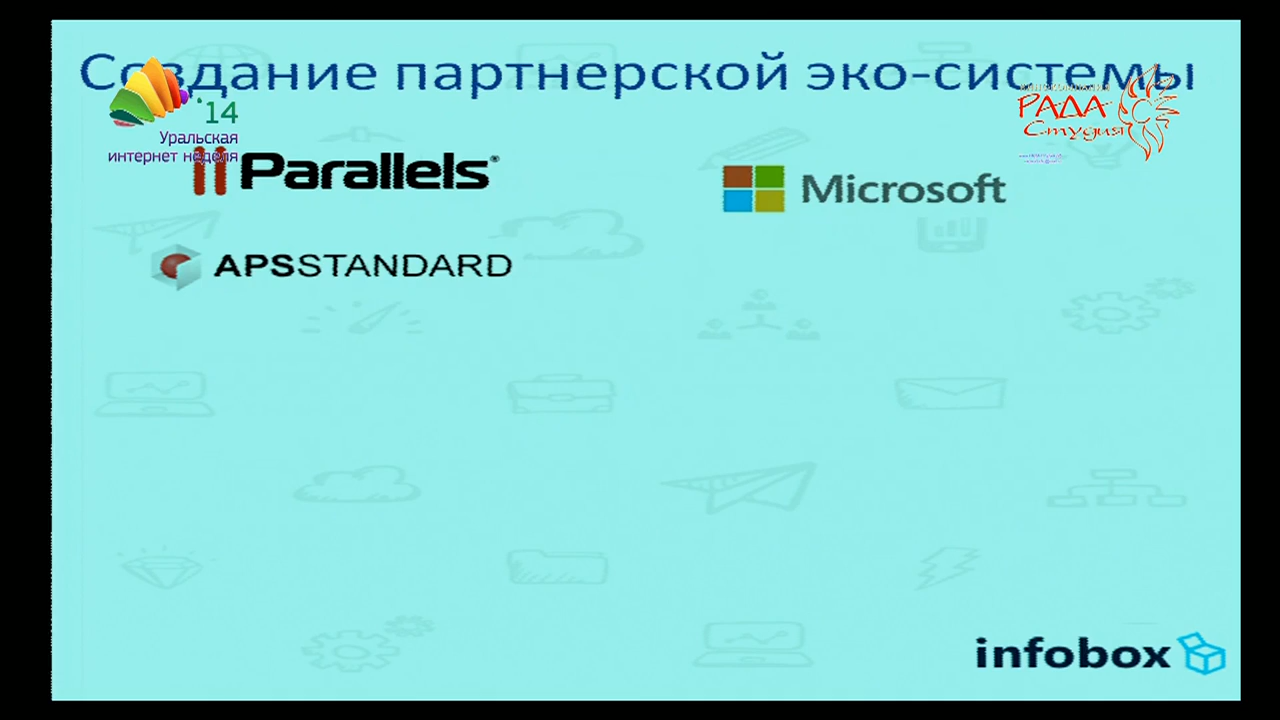 Создание партнерской эко-системы
'14
Уральская
интернет неделя
РАДА
Студия
Parallels®
Microsoft
APSSTANDARD
infobox